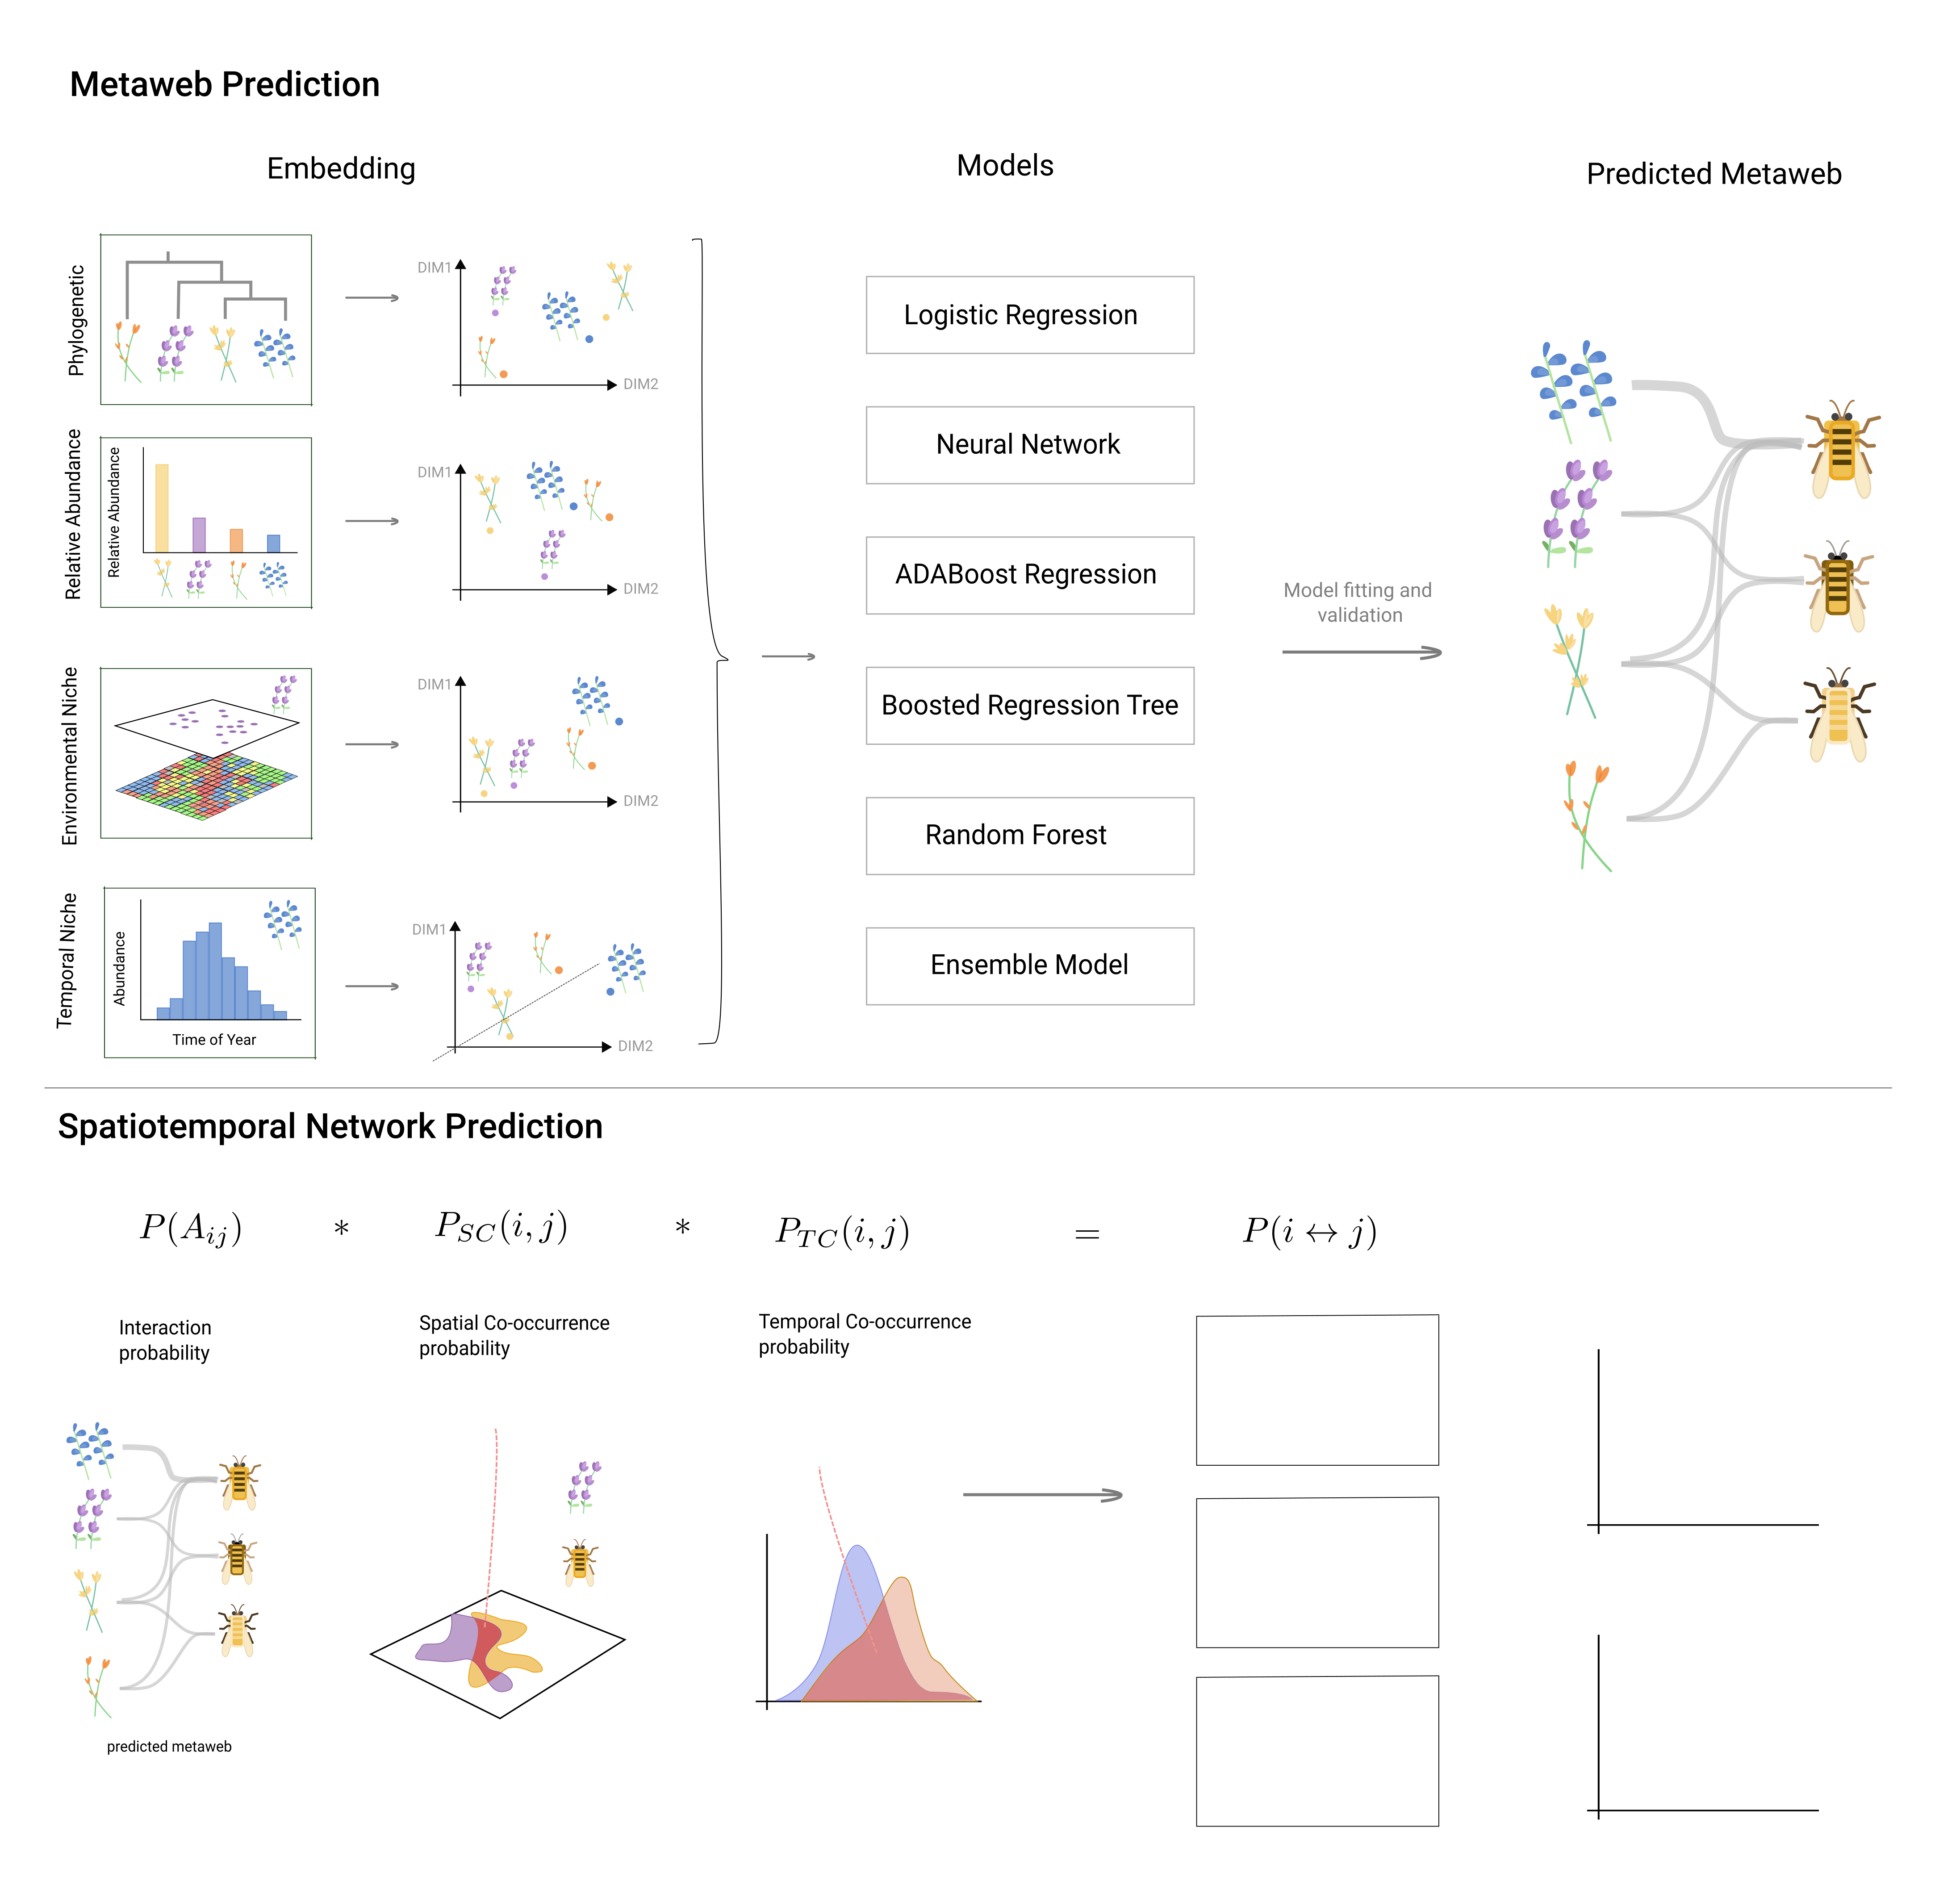 Metaweb Prediction
Embedding
Models
Predicted Metaweb
Phylogenetic
DIM1
DIM2
Relative Abundance
Relative Abundance
DIM1
DIM2
Environmental Niche
DIM1
DIM2
Temporal Niche
Abundance
Time of Year
DIM1
DIM2
Logistic Regression
Neural Network
ADABoost Regression
Boosted Regression Tree
Random Forest
Ensemble Model
Model fitting and
validation
Spatiotemporal Network Prediction
P(A_{ij}) * P_{SC}(i, j) * P_{TC}(i, j) = P(i ↔ j)
Interaction
probability
Spatial Co-occurrence
probability
Temporal Co-occurrence
probability
predicted metaweb